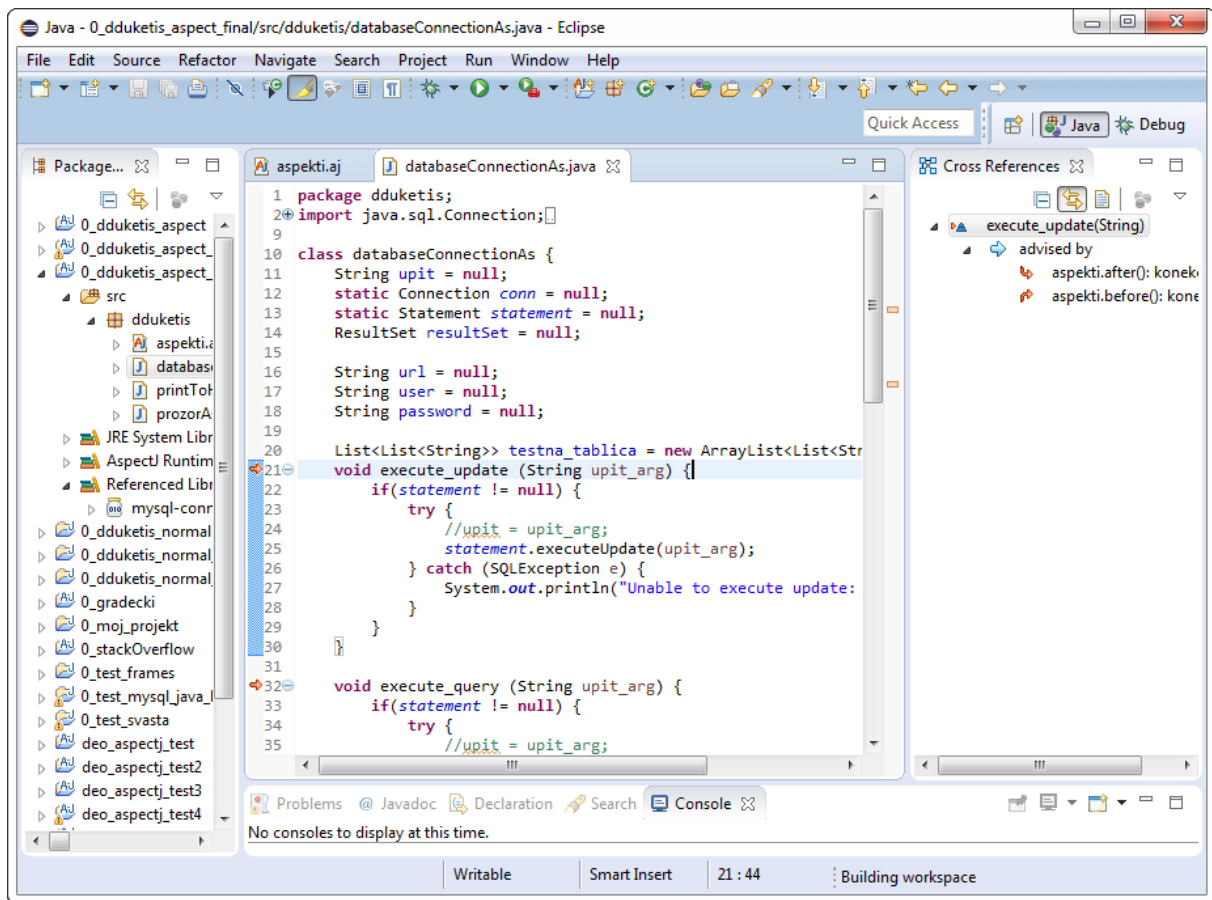 Java - 0_dduketis_aspect_final/src/dduketis/databaseConnectionAs.java - Eclipse
File Edit Source Refactor Navigate Search Project Run Window Help
Quick Access
Java
Debug
Package...
0_dduketis_aspect
0_dduketis_aspect_
0_dduketis_aspect_
src
dduketis
aspekti.a
databas
printToH
prozorA
JRE System Libr
AspectJ Runtim
Referenced Libr
mysql-conn
0_dduketis_normal
0_dduketis_normal_
0_dduketis_normal_
0_gradecki
0_moj_projekt
0_stackOverflow
0_test_frames
0_test_mysql_java_l
0_test_svasta
deo_aspectj_test
deo_aspectj_test2
deo_aspectj_test3
deo_aspectj_test4
aspekti.aj
databaseConnectionAs.java
1 package dduketis;
2 import java.sql.Connection;
9
10 class databaseConnectionAs {
11 String upit = null;
12 static Connection conn = null;
13 static Statement statement = null;
14 ResultSet resultSet = null;
15
16 String url = null;
17 String user = null;
18 String password = null;
19
20 List<List<String>> testna_tablica = new ArrayList<List<Str
21 void execute_update (String upit_arg) {
22 if(statement != null) {
23 try {
24 //upit = upit_arg;
25 statement.executeUpdate(upit_arg);
26 } catch (SQLException e) {
27 System.out.println("Unable to execute update:
28 }
29 }
30 }
31
32 void execute_query (String upit_arg) {
33 if(statement != null) {
34 try {
35 //upit = upit_arg;
Cross References
execute_update(String)
advised by
aspekti.after(): konek
aspekti.before(): kone
Problems @ Javadoc Declaration Search Console
No consoles to display at this time.
Writable Smart Insert 21 : 44 Building workspace